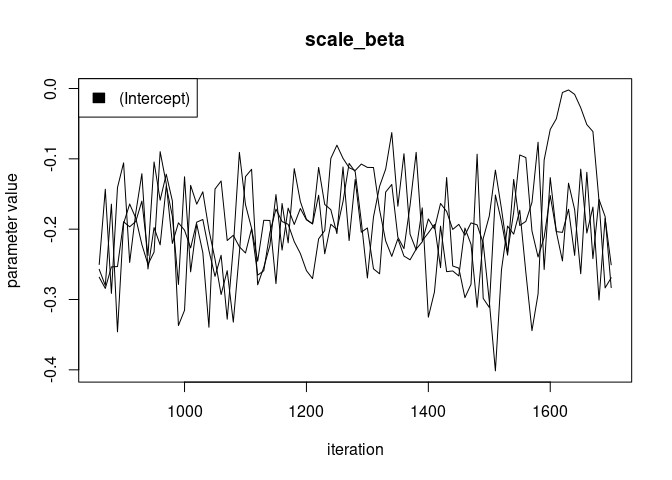 scale_beta
(Intercept)
0.0
-0.1
-0.2
-0.3
-0.4
parameter value
1000 1200 1400 1600
iteration